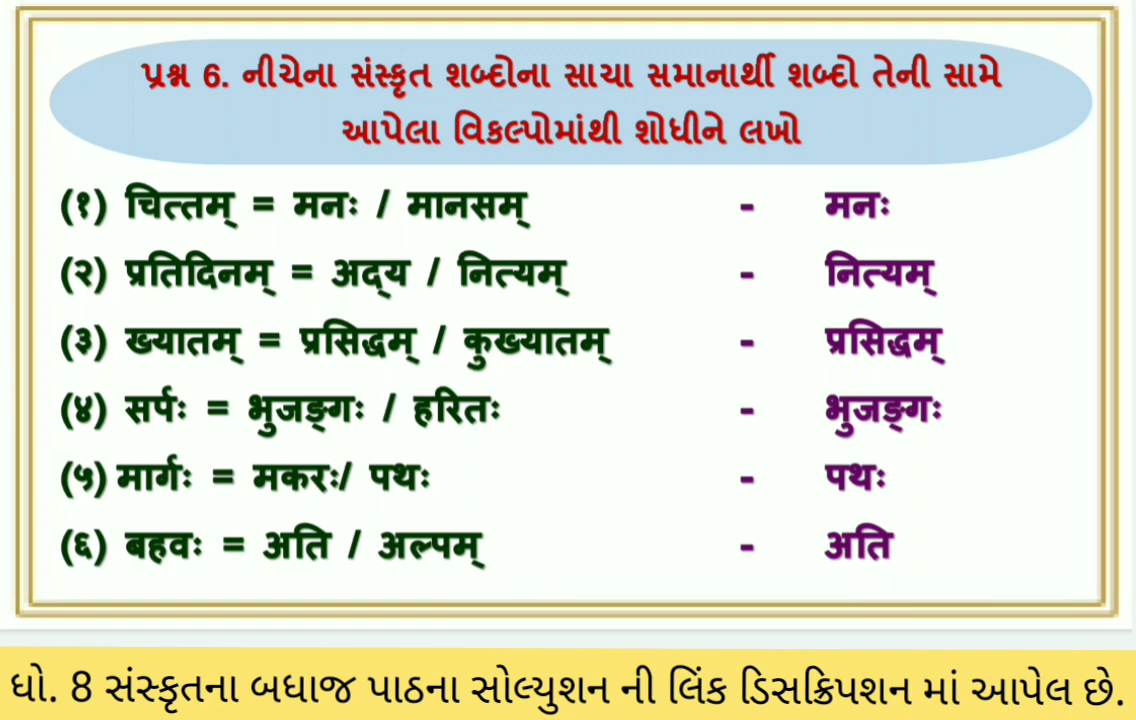 પ્રશ્ન 6. નીચેના સંસ્કૃત શબ્દોના સાચા સમાનાર્થી શબ્દો તેની સામે
આપેલા વિકલ્પોમાંથી શોધીને લખો
(१) चित्तम् = मनः / मानसम् - मनः
(२) प्रतिदिनम् = अद्य / नित्यम् - नित्यम्
(३) ख्यातम् = प्रसिद्धम् / कुख्यातम् - प्रसिद्धम्
(४) सर्पः = भुजङ्गः / हरितः - भुजङ्गः
(५) मार्गः = मकरः/ पथः - पथः
(६) बहवः = अति / अल्पम् - अति
ધો. 8 સંસ્કૃતના બધાજ પાઠના સોલ્યુશન ની લિંક ડિસક્રિપશન માં આપેલ છે.